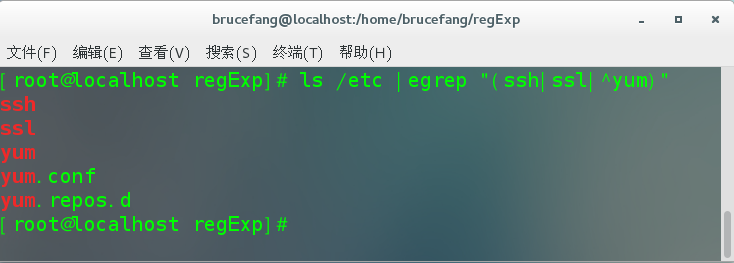 brucefang@localhost:/home/brucefang/regExp
文件(F) 编辑(E) 查看(V) 搜索(S) 终端(T) 帮助(H)
[root@localhost regExp]# ls /etc |egrep "(ssh|ssl|^yum)"
ssh
ssl
yum
yum.conf
yum.repos.d
[root@localhost regExp]#